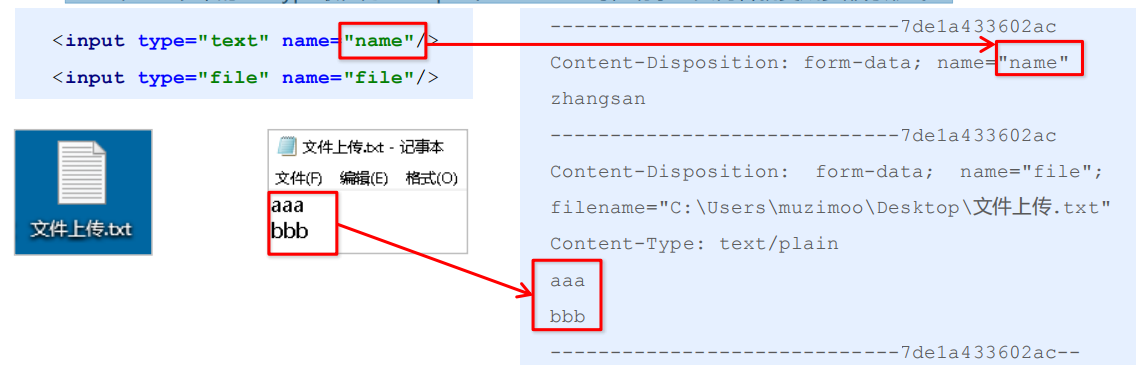 <input type="text" name="name"/>
<input type="file" name="file"/>
文件上传.txt
文件上传.txt - 记事本
文件(F) 编辑(E) 格式(O)
aaa
bbb
------------------------------7de1a433602ac
Content-Disposition: form-data; name="name"
zhangsan
------------------------------7de1a433602ac
Content-Disposition: form-data; name="file";
filename="C:\Users\muzimoo\Desktop\文件上传.txt"
Content-Type: text/plain
aaa
bbb
------------------------------7de1a433602ac--